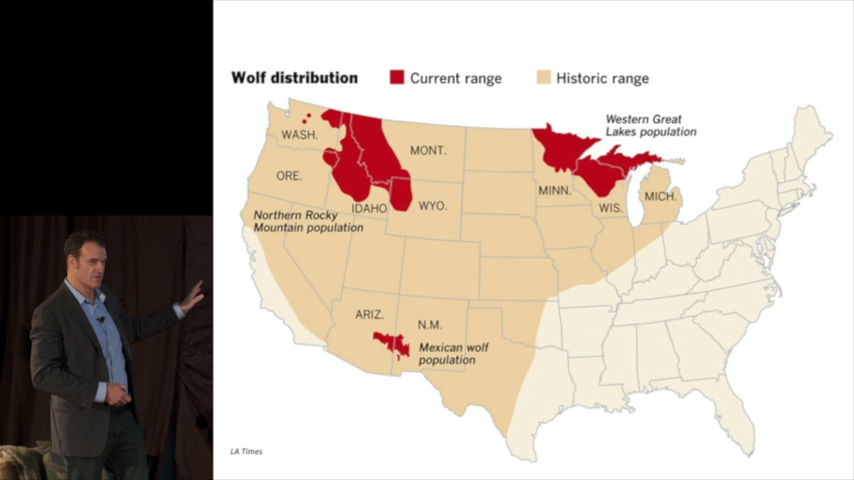 Wolf distribution
Current range
Historic range
Western Great
Lakes population
WASH.
MONT.
ORE.
MINN.
IDAHO
WYO.
WIS.
MICH.
Northern Rocky
Mountain population
ARIZ.
N.M.
Mexican wolf
population
LA Times